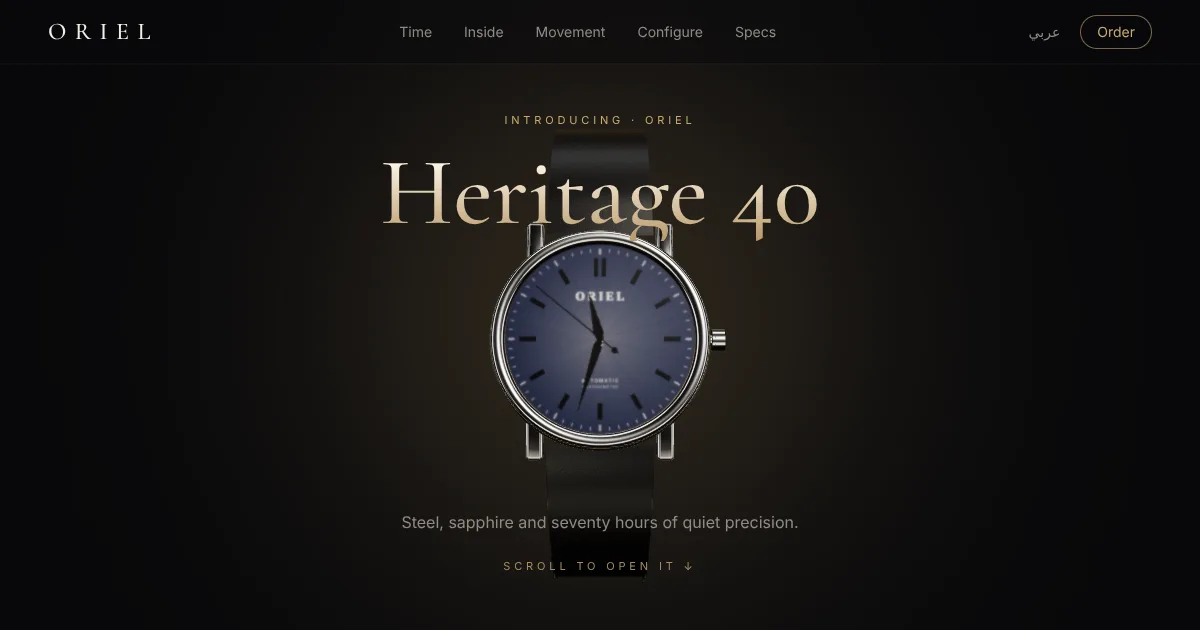 ORIEL
Time
Inside
Movement
Configure
Specs
عربي
Order
INTRODUCING · ORIEL
Heritage 40
ORIEL
AUTOMATIC
Steel, sapphire and seventy hours of quiet precision.
SCROLL TO OPEN IT ↓